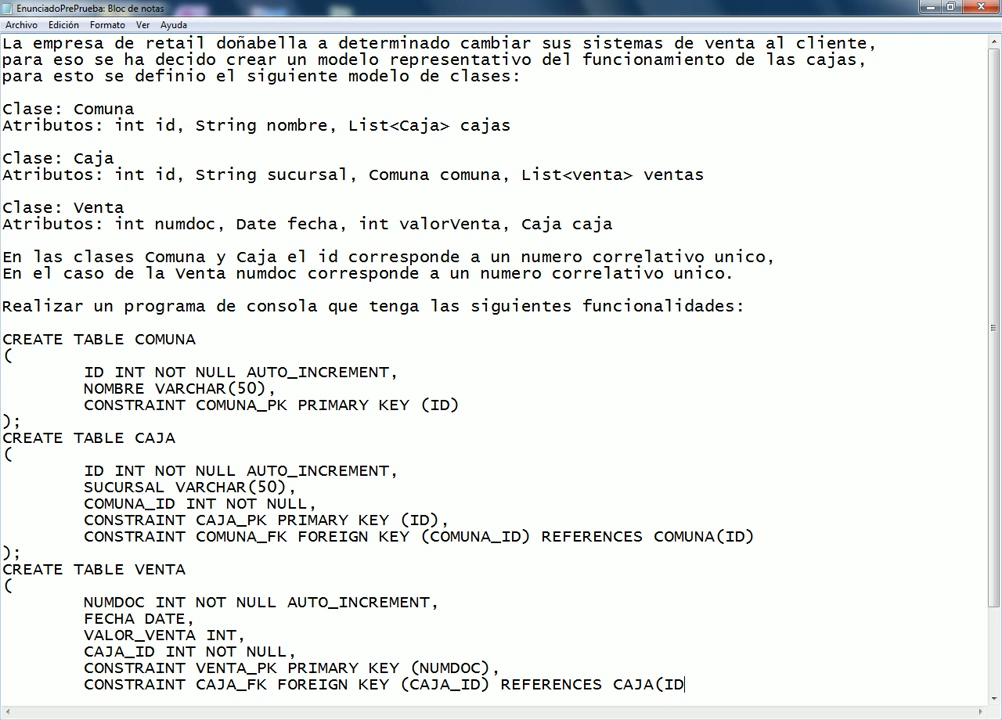 EnunciadoPrePrueba: Bloc de notas
Archivo Edición Formato Ver Ayuda
La empresa de retail doñabella a determinado cambiar sus sistemas de venta al cliente,
para eso se ha decido crear un modelo representativo del funcionamiento de las cajas,
para esto se definio el siguiente modelo de clases:
Clase: Comuna
Atributos: int id, String nombre, List<Caja> cajas
Clase: Caja
Atributos: int id, String sucursal, Comuna comuna, List<venta> ventas
Clase: Venta
Atributos: int numdoc, Date fecha, int valorVenta, Caja caja
En las clases Comuna y Caja el id corresponde a un numero correlativo unico,
En el caso de la Venta numdoc corresponde a un numero correlativo unico.
Realizar un programa de consola que tenga las siguientes funcionalidades:
CREATE TABLE COMUNA
(
ID INT NOT NULL AUTO_INCREMENT,
NOMBRE VARCHAR(50),
CONSTRAINT COMUNA_PK PRIMARY KEY (ID)
);
CREATE TABLE CAJA
(
ID INT NOT NULL AUTO_INCREMENT,
SUCURSAL VARCHAR(50),
COMUNA_ID INT NOT NULL,
CONSTRAINT CAJA_PK PRIMARY KEY (ID),
CONSTRAINT COMUNA_FK FOREIGN KEY (COMUNA_ID) REFERENCES COMUNA(ID)
);
CREATE TABLE VENTA
(
NUMDOC INT NOT NULL AUTO_INCREMENT,
FECHA DATE,
VALOR_VENTA INT,
CAJA_ID INT NOT NULL,
CONSTRAINT VENTA_PK PRIMARY KEY (NUMDOC),
CONSTRAINT CAJA_FK FOREIGN KEY (CAJA_ID) REFERENCES CAJA(ID